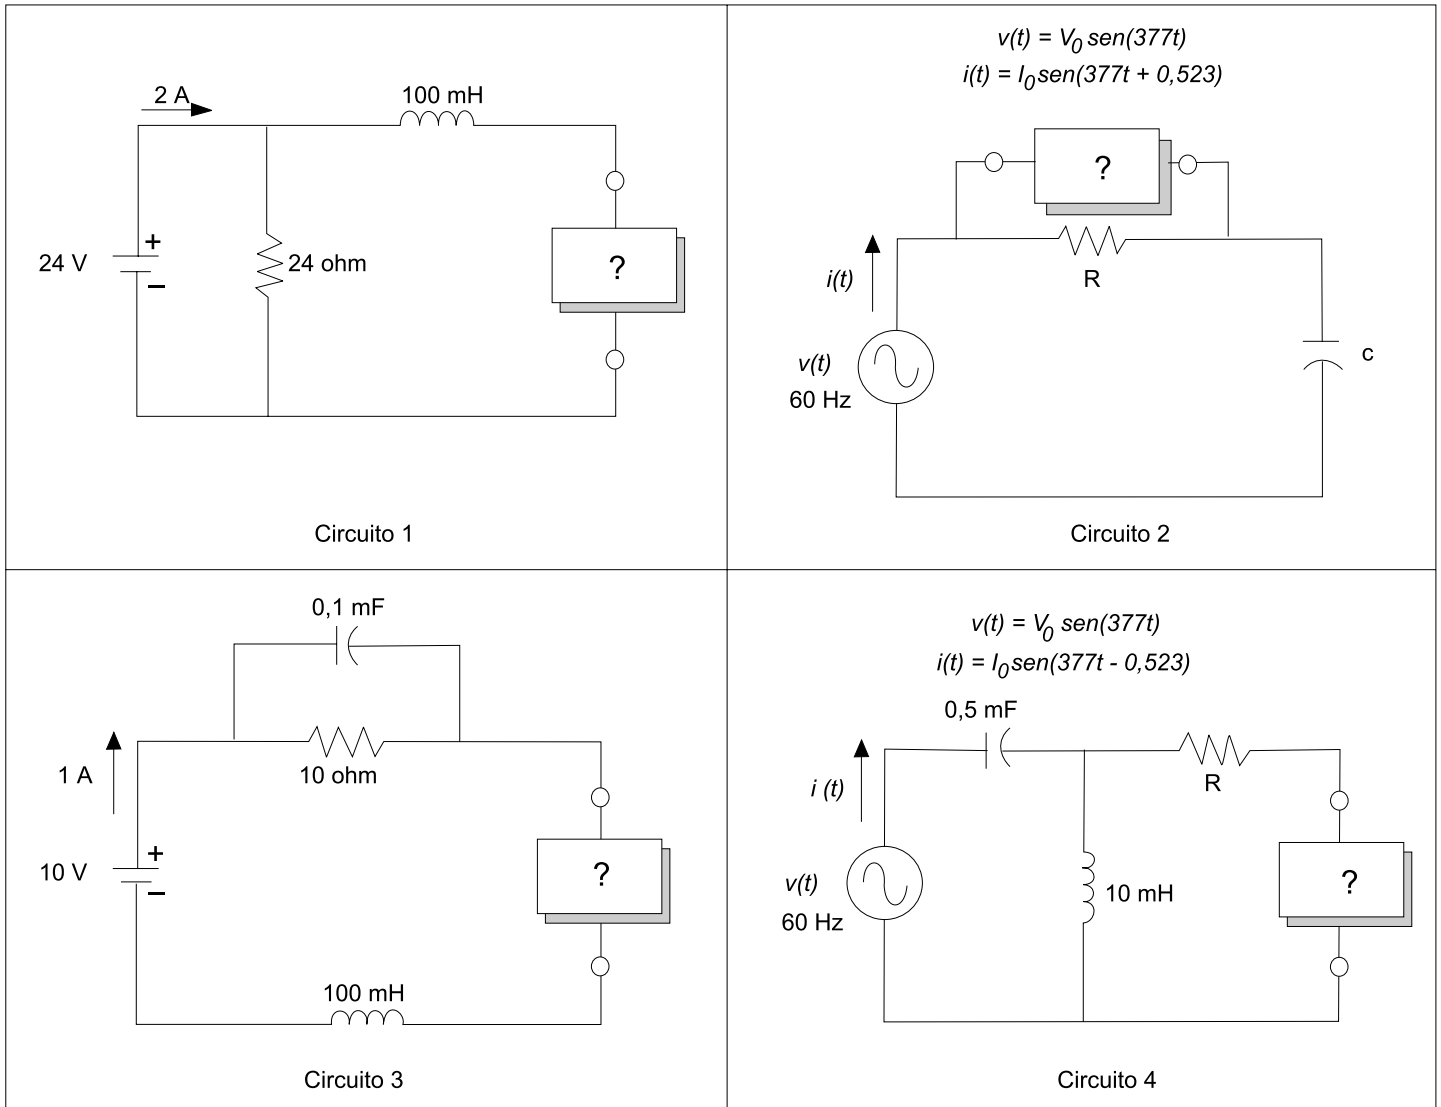 2 A
100 mH
24 V
+
−
24 ohm
?
Circuito 1
v(t) = V0 sen(377t)
i(t) = I0sen(377t + 0,523)
?
i(t)
R
v(t)
60 Hz
c
Circuito 2
0,1 mF
1 A
10 ohm
10 V
+
−
?
100 mH
Circuito 3
v(t) = V0 sen(377t)
i(t) = I0sen(377t - 0,523)
0,5 mF
i (t)
R
v(t)
60 Hz
10 mH
?
Circuito 4